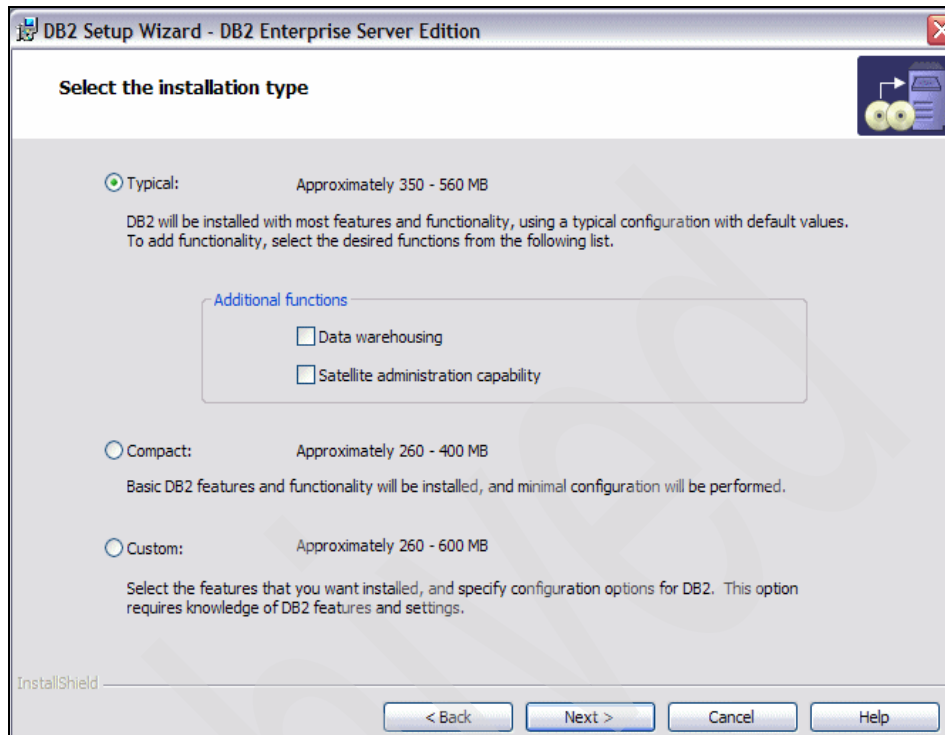 DB2 Setup Wizard - DB2 Enterprise Server Edition
Select the installation type
Typical: Approximately 350 - 560 MB
DB2 will be installed with most features and functionality, using a typical configuration with default values.
To add functionality, select the desired functions from the following list.
Additional functions
Data warehousing
Satellite administration capability
Compact: Approximately 260 - 400 MB
Basic DB2 features and functionality will be installed, and minimal configuration will be performed.
Custom: Approximately 260 - 600 MB
Select the features that you want installed, and specify configuration options for DB2. This option
requires knowledge of DB2 features and settings.
InstallShield
< Back Next > Cancel Help